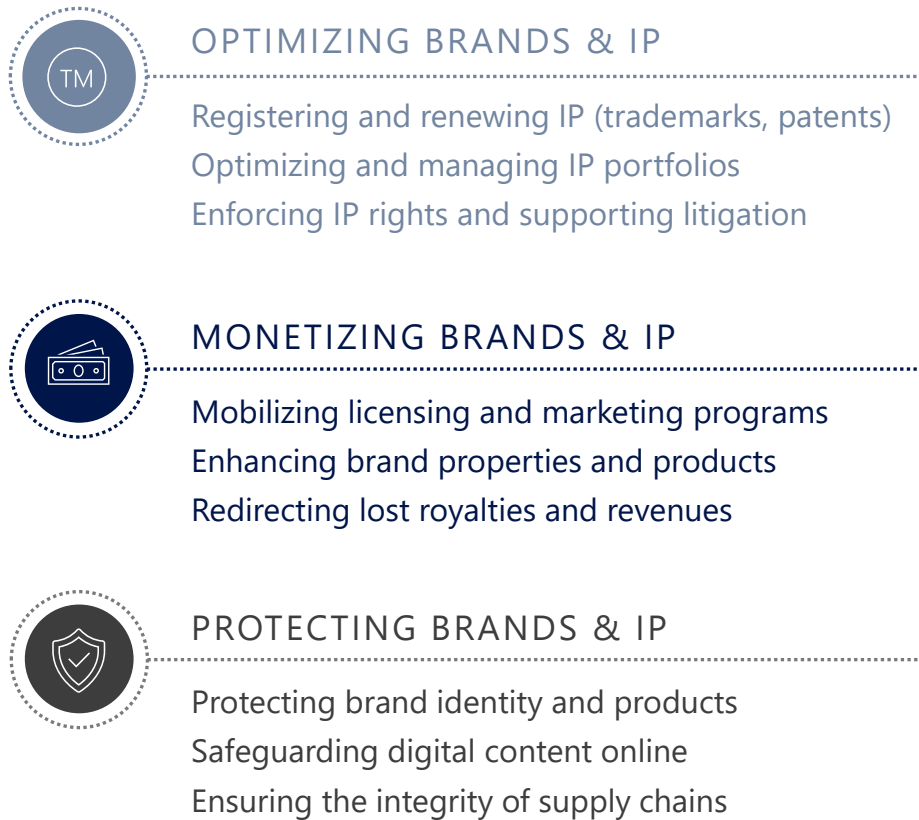 TM
OPTIMIZING BRANDS & IP
Registering and renewing IP (trademarks, patents)
Optimizing and managing IP portfolios
Enforcing IP rights and supporting litigation
MONETIZING BRANDS & IP
Mobilizing licensing and marketing programs
Enhancing brand properties and products
Redirecting lost royalties and revenues
PROTECTING BRANDS & IP
Protecting brand identity and products
Safeguarding digital content online
Ensuring the integrity of supply chains